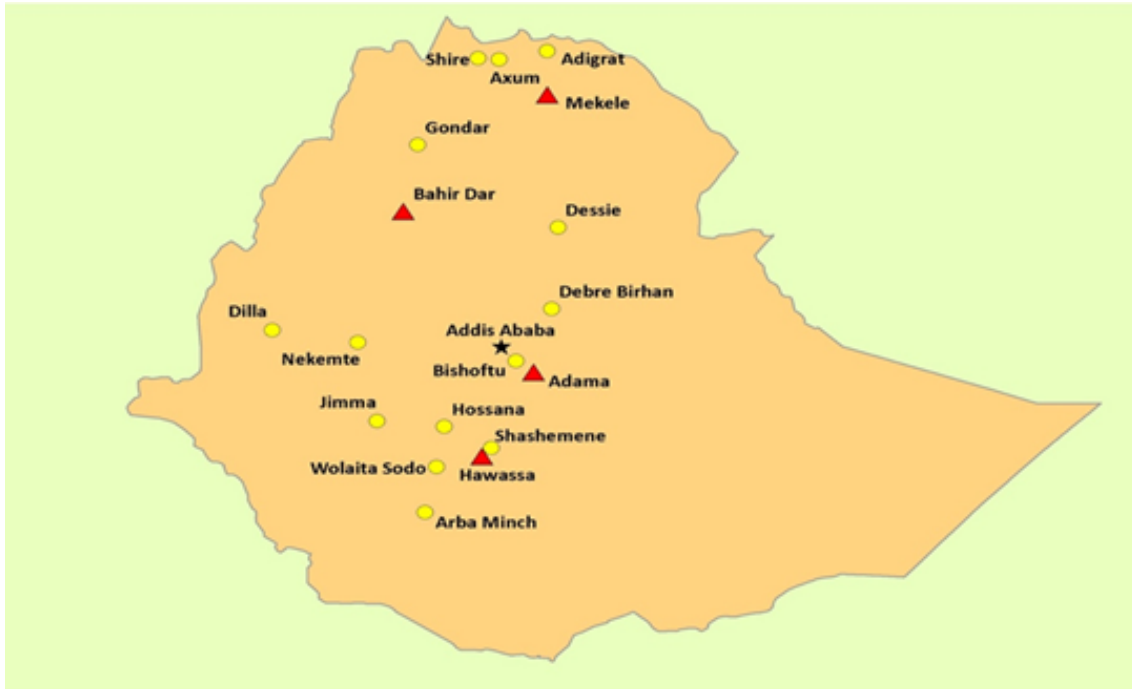 Shire
Adigrat
Axum
Mekele
Gondar
Bahir Dar
Dessie
Debre Birhan
Dilla
Addis Ababa
Nekemte
Bishoftu
Adama
Jimma
Hossana
Shashemene
Wolaita Sodo
Hawassa
Arba Minch